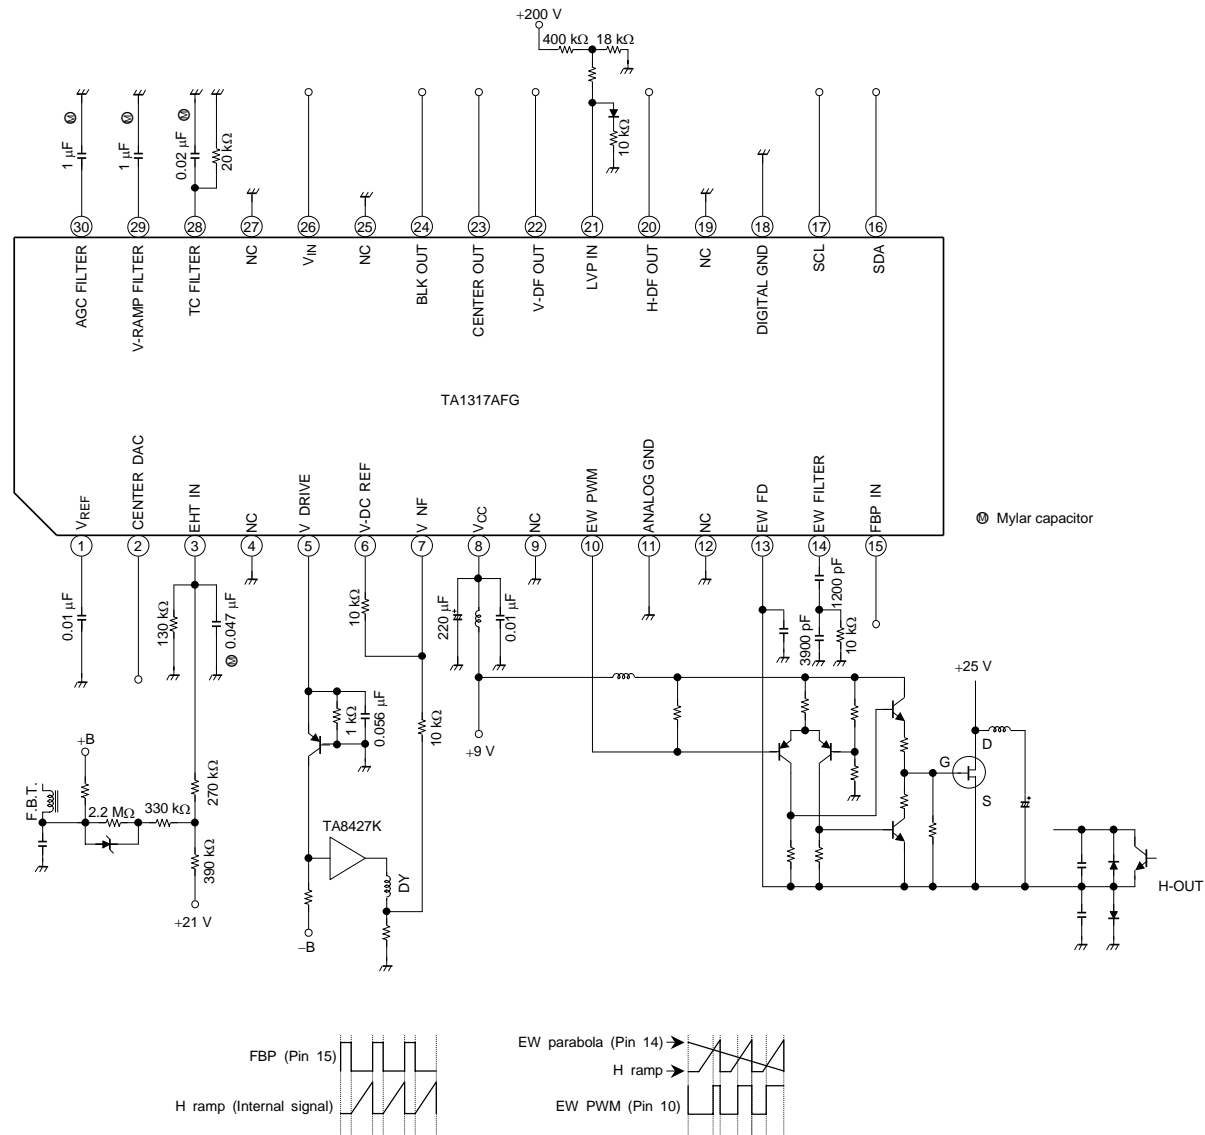 +200 V
400 kΩ
18 kΩ
10 kΩ
M
1 μF
M
1 μF
M
0.02 μF
20 kΩ
30
29
28
27
26
25
24
23
22
21
20
19
18
17
16
AGC FILTER
V-RAMP FILTER
TC FILTER
NC
VIN
NC
BLK OUT
CENTER OUT
V-DF OUT
LVP IN
H-DF OUT
NC
DIGITAL GND
SCL
SDA
TA1317AFG
VREF
CENTER DAC
EHT IN
NC
V DRIVE
V-DC REF
V NF
VCC
NC
EW PWM
ANALOG GND
NC
EW FD
EW FILTER
FBP IN
1
2
3
4
5
6
7
8
9
10
11
12
13
14
15
M Mylar capacitor
0.01 μF
130 kΩ
M 0.047 μF
10 kΩ
220 μF
+
0.01 μF
1200 pF
3900 pF
10 kΩ
1 kΩ
0.056 μF
10 kΩ
+9 V
+25 V
D
G
S
+
+B
F.B.T.
2.2 MΩ
330 kΩ
270 kΩ
390 kΩ
+21 V
TA8427K
DY
−B
H-OUT
FBP (Pin 15)
H ramp (Internal signal)
EW parabola (Pin 14)
H ramp
EW PWM (Pin 10)